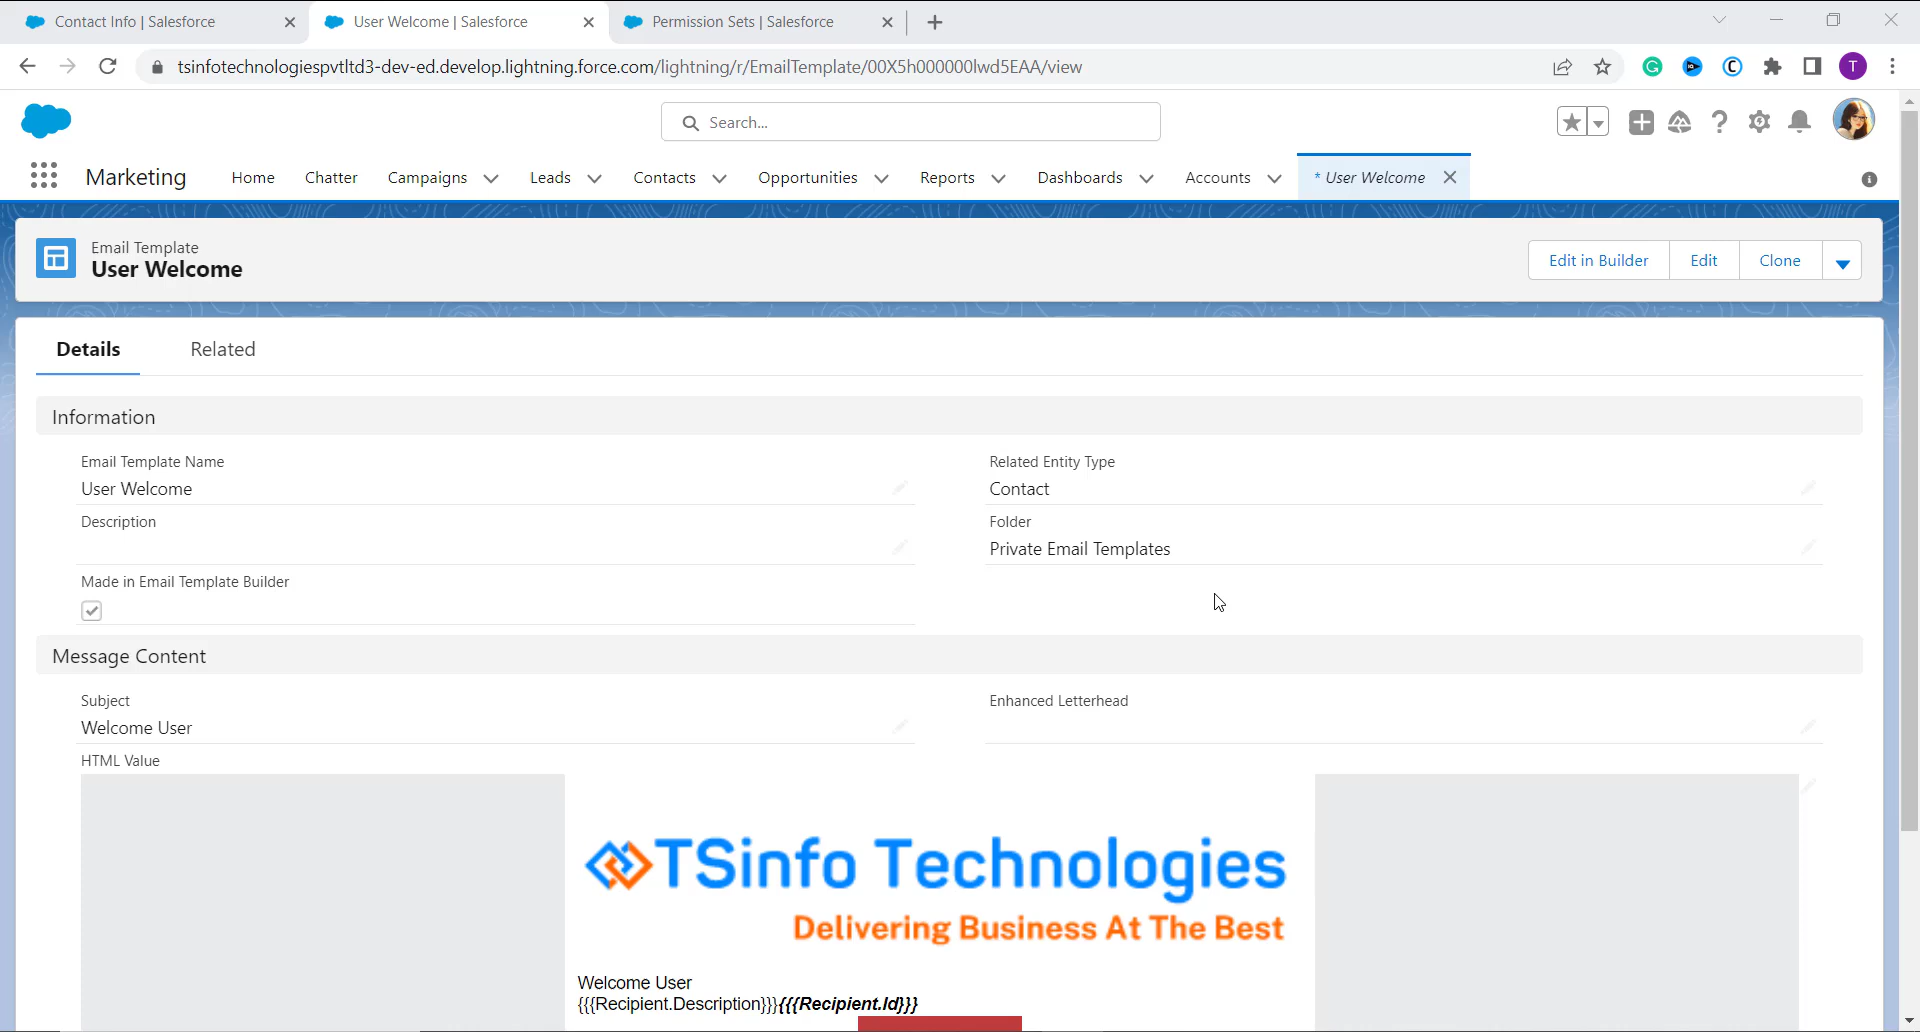 Contact Info | Salesforce
User Welcome | Salesforce
Permission Sets | Salesforce
tsinfotechnologiespvtltd3-dev-ed.develop.lightning.force.com/lightning/r/EmailTemplate/00X5h000000lwd5EAA/view
T
Search...
Marketing
Home
Chatter
Campaigns
Leads
Contacts
Opportunities
Reports
Dashboards
Accounts
* User Welcome
Email Template
User Welcome
Edit in Builder
Edit
Clone
Details
Related
Information
Email Template Name
User Welcome
Related Entity Type
Contact
Description
Folder
Private Email Templates
Made in Email Template Builder
Message Content
Subject
Welcome User
Enhanced Letterhead
HTML Value
TSinfo Technologies
Delivering Business At The Best
Welcome User
{{{Recipient.Description}}}{{{Recipient.Id}}}